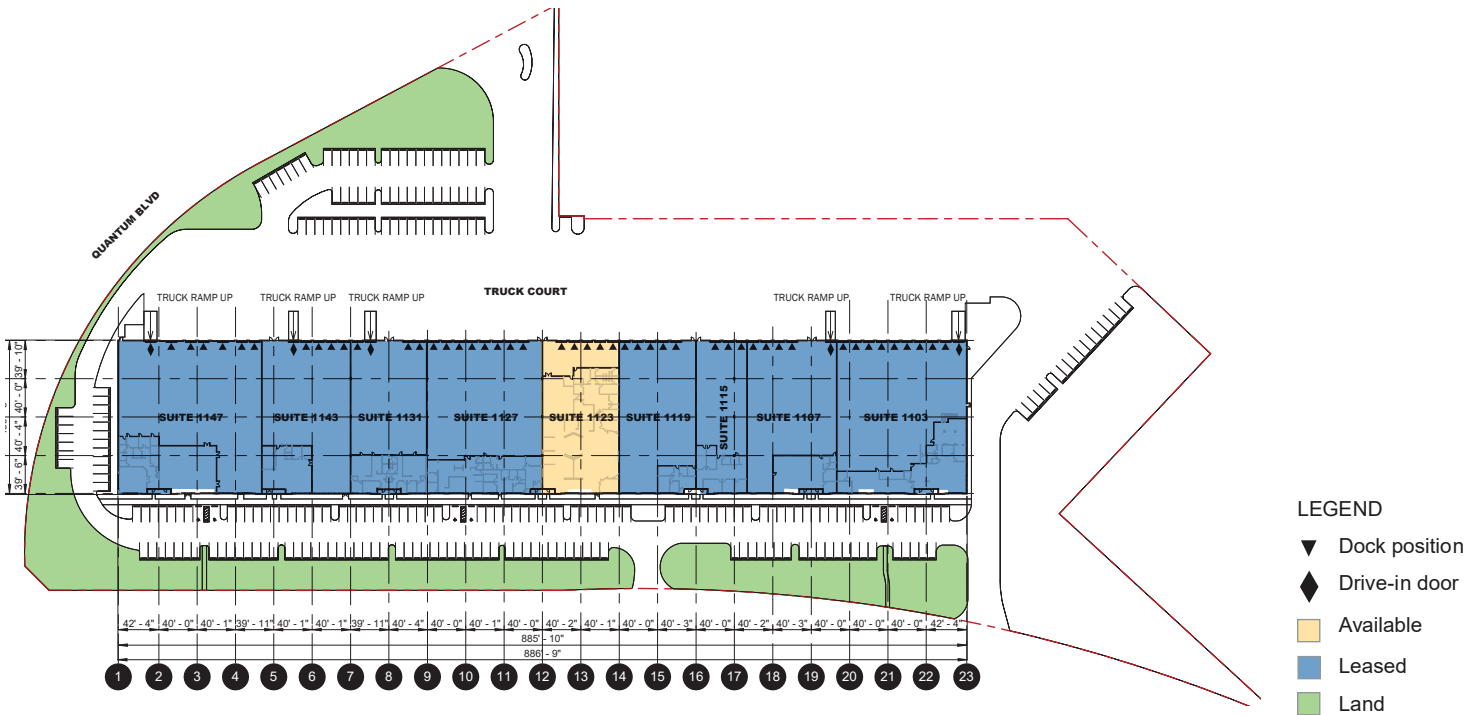 QUANTUM BLVD
TRUCK COURT
TRUCK RAMP UP
TRUCK RAMP UP
TRUCK RAMP UP
TRUCK RAMP UP
TRUCK RAMP UP
39' - 10"
40' - 0"
40' - 4"
39' - 6"
SUITE 1147
SUITE 1143
SUITE 1131
SUITE 1127
SUITE 1123
SUITE 1119
SUITE 1115
SUITE 1107
SUITE 1103
42' - 4" 40' - 0" 40' - 1" 39' - 11" 40' - 1" 40' - 1" 39' - 11" 40' - 4" 40' - 0" 40' - 1" 40' - 0" 40' - 2" 40' - 1" 40' - 0" 40' - 3" 40' - 0" 40' - 2" 40' - 3" 40' - 0" 40' - 0" 40' - 0" 42' - 4"
885' - 10"
886' - 9"
1 2 3 4 5 6 7 8 9 10 11 12 13 14 15 16 17 18 19 20 21 22 23
LEGEND
Dock position
Drive-in door
Available
Leased
Land